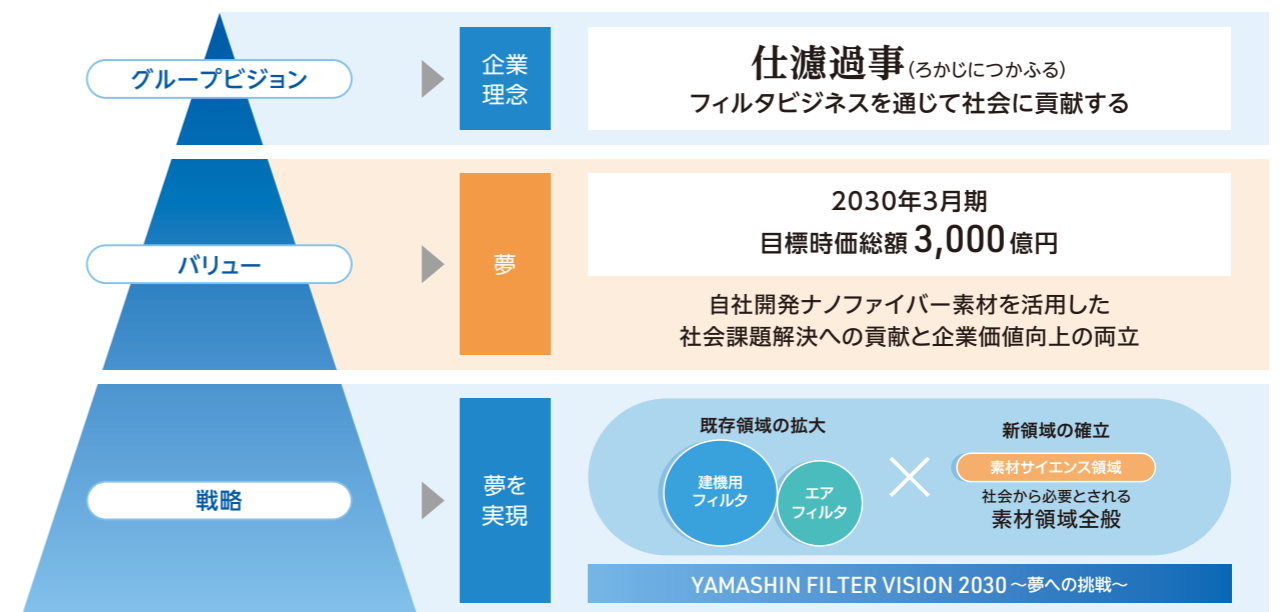 グループビジョン
企業
理念
仕濾過事(ろかじにつかふる)
フィルタビジネスを通じて社会に貢献する
バリュー
夢
2030年3月期
目標時価総額 3,000億円
自社開発ナノファイバー素材を活用した
社会課題解決への貢献と企業価値向上の両立
戦略
夢を
実現
既存領域の拡大
建機用
フィルタ
エア
フィルタ
×
新領域の確立
素材サイエンス領域
社会から必要とされる
素材領域全般
YAMASHIN FILTER VISION 2030 ～夢への挑戦～